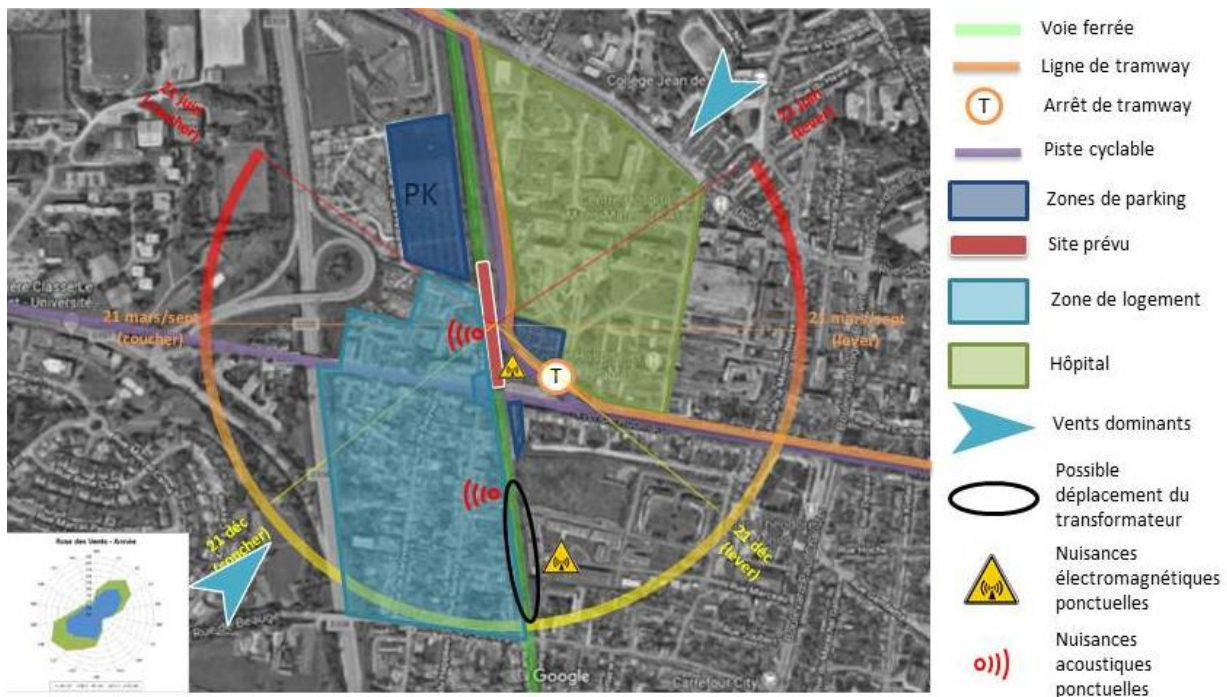 Collège Jean de
21 juin
(coucher)
21 juin
(lever)
PK
21 mars/sept
(coucher)
21 mars/sept
(lever)
- Université
T
21 déc
(coucher)
21 déc
(lever)
Rose des Vents - Année
Google
Carrefour City
Voie ferrée
Ligne de tramway
T
Arrêt de tramway
Piste cyclable
Zones de parking
Site prévu
Zone de logement
Hôpital
Vents dominants
Possible
déplacement du
transformateur
Nuisances
électromagnétiques
ponctuelles
Nuisances
acoustiques
ponctuelles